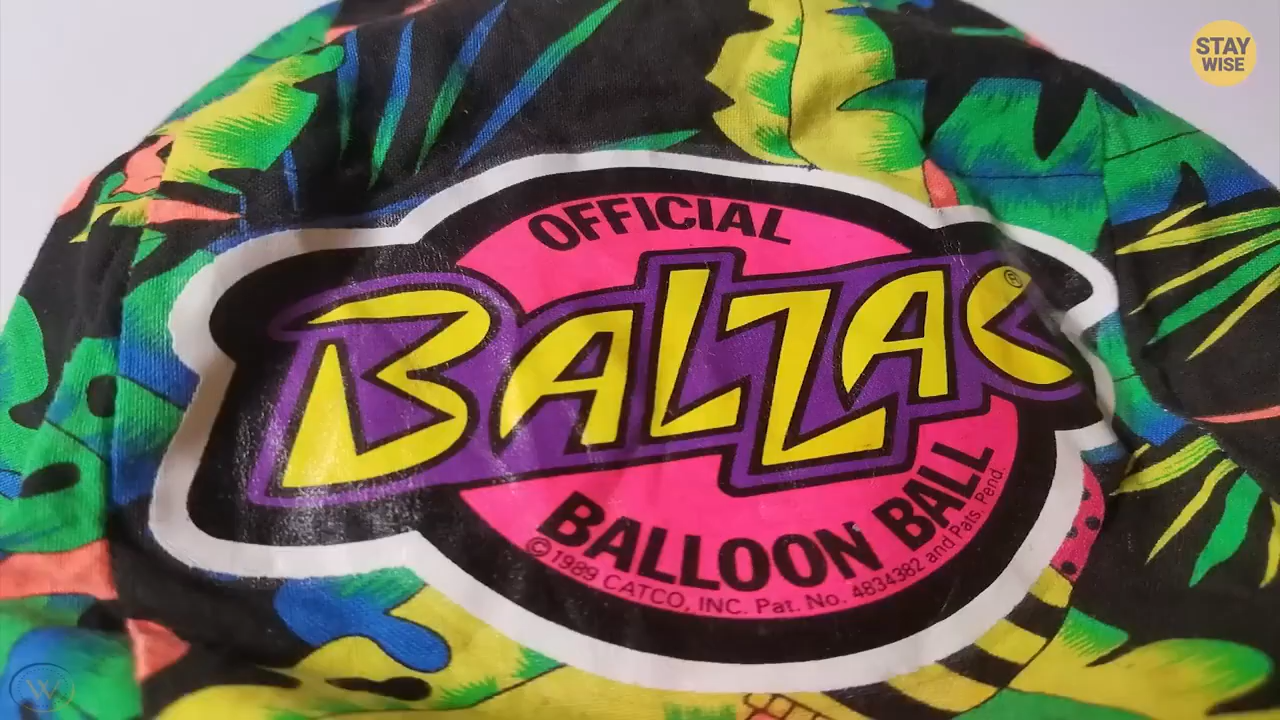 STAY
WISE
OFFICIAL
BALZAC®
BALLOON BALL
© 1989 CATCO, INC. Pat. No. 4834382 and Pats. Pend.
W